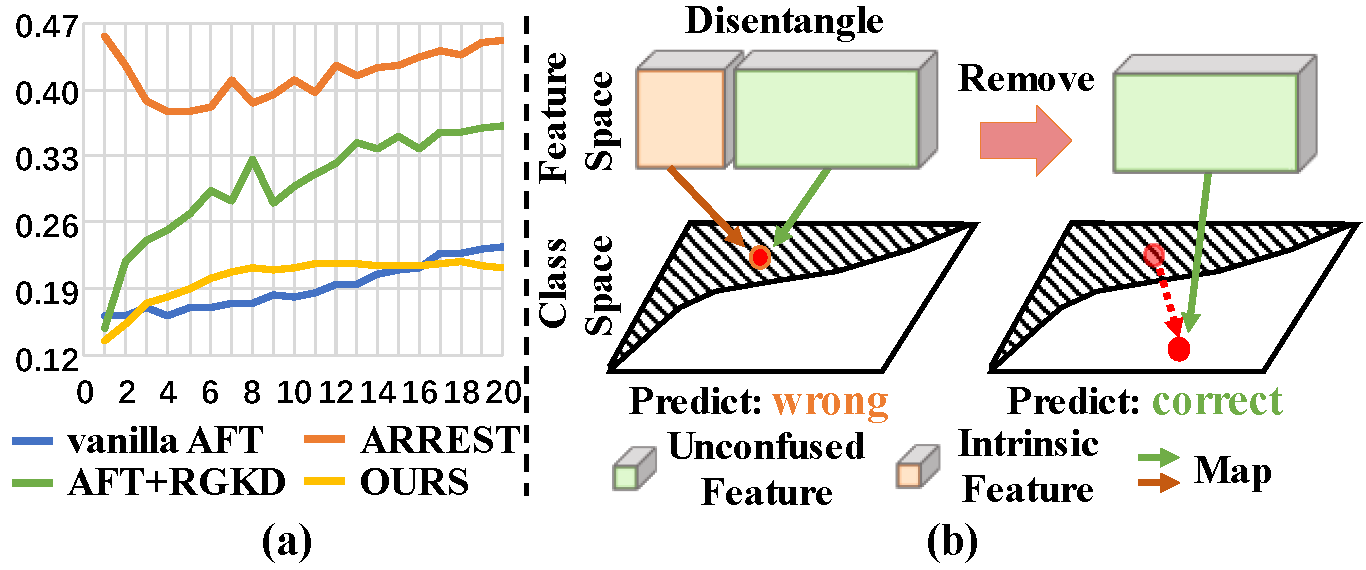 0.47
0.40
0.33
0.26
0.19
0.12
0 2 4 6 8 10 12 14 16 18 20
vanilla AFT
ARREST
AFT+RGKD
OURS
(a)
Disentangle
Feature
Space
Remove
Class
Space
Predict: wrong
Predict: correct
Unconfused
Feature
Intrinsic
Feature
Map
(b)